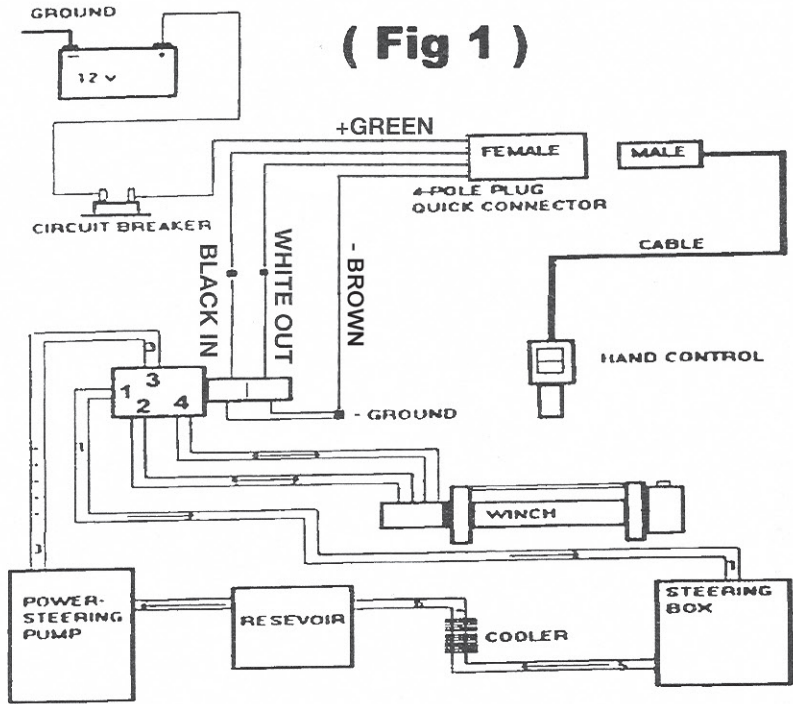 GROUND
( Fig 1 )
12 V
+GREEN
FEMALE
MALE
4-POLE PLUG
QUICK CONNECTOR
CIRCUIT BREAKER
CABLE
BLACK IN
WHITE OUT
- BROWN
HAND CONTROL
3
1
2
4
- GROUND
WINCH
POWER-
STEERING
PUMP
RESEVOIR
COOLER
STEERING
BOX